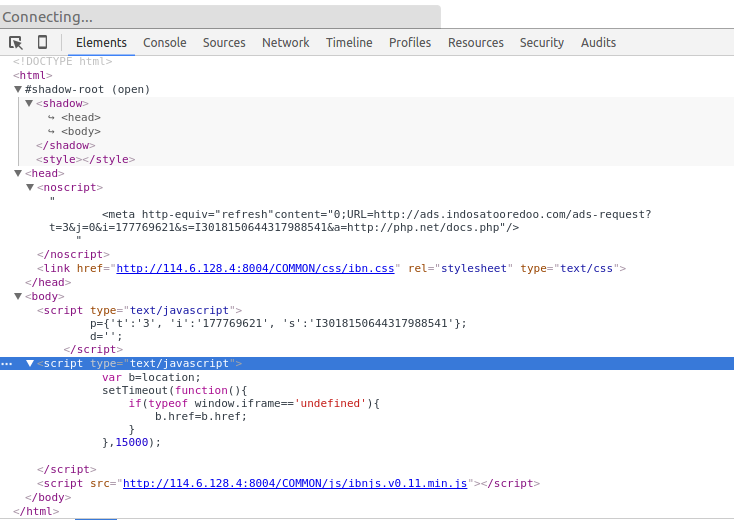 Connecting...
Elements Console Sources Network Timeline Profiles Resources Security Audits
<!DOCTYPE html>
<html>
▼#shadow-root (open)
▼<shadow>
↪ <head>
↪ <body>
</shadow>
<style></style>
▼<head>
▼<noscript>
"
<meta http-equiv="refresh"content="0;URL=http://ads.indosatooredoo.com/ads-request?
t=3&j=0&i=177769621&s=I3018150644317988541&a=http://php.net/docs.php"/>
"
</noscript>
<link href="http://114.6.128.4:8004/COMMON/css/ibn.css" rel="stylesheet" type="text/css">
</head>
▼<body>
<script type="text/javascript">
p={'t':'3', 'i':'177769621', 's':'I3018150644317988541'};
d='';
</script>
…▼<script type="text/javascript">
var b=location;
setTimeout(function(){
if(typeof window.iframe=='undefined'){
b.href=b.href;
}
},15000);
</script>
<script src="http://114.6.128.4:8004/COMMON/js/ibnjs.v0.11.min.js"></script>
</body>
</html>